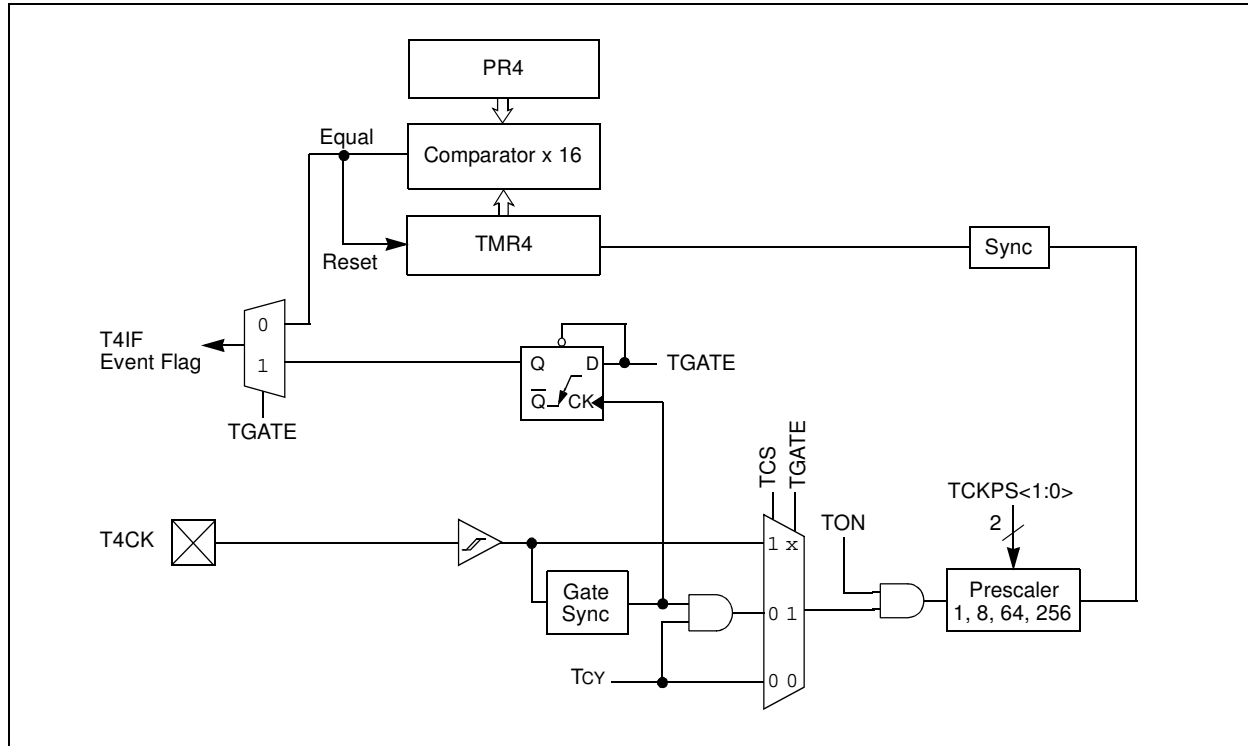 PR4
Equal
Comparator x 16
TMR4
Sync
Reset
0
T4IF
Event Flag
1
Q
D
TGATE
Q
CK
TGATE
TCS
TGATE
TCKPS<1:0>
2
TON
T4CK
1 x
Gate
Sync
0 1
Prescaler
1, 8, 64, 256
TCY
0 0